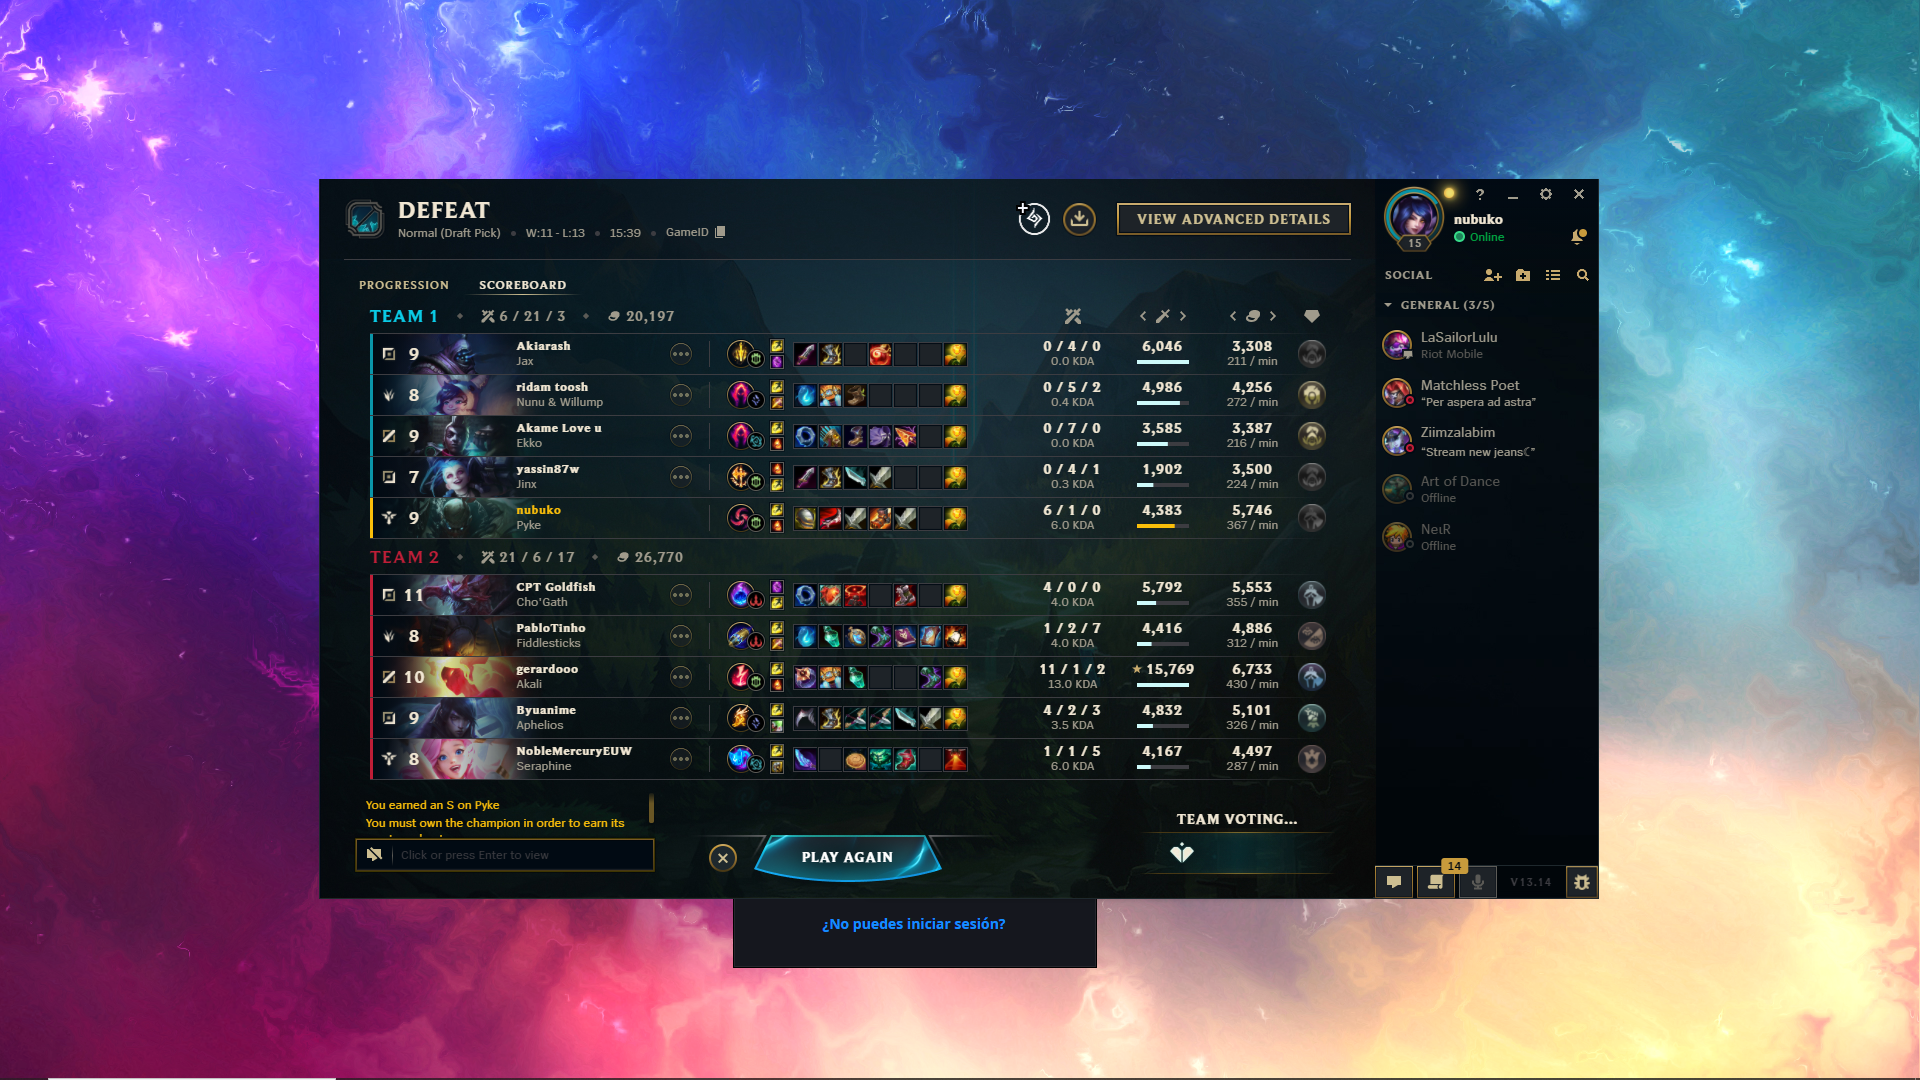 DEFEAT
Normal (Draft Pick) • W:11 - L:13 • 15:39 GameID
VIEW ADVANCED DETAILS
PROGRESSION SCOREBOARD
TEAM 1 • 6 / 21 / 3 • 20,197
9 Akiarash 0 / 4 / 0 6,046 3,308
Jax 0.0 KDA 211 / min
8 ridam toosh 0 / 5 / 2 4,986 4,256
Nunu & Willump 0.4 KDA 272 / min
9 Akame Love u 0 / 7 / 0 3,585 3,387
Ekko 0.0 KDA 216 / min
7 yassin87w 0 / 4 / 1 1,902 3,500
Jinx 0.3 KDA 224 / min
9 nubuko 6 / 1 / 0 4,383 5,746
Pyke 6.0 KDA 367 / min
TEAM 2 • 21 / 6 / 17 • 26,770
11 CPT Goldfish 4 / 0 / 0 5,792 5,553
Cho'Gath 4.0 KDA 355 / min
8 PabloTinho 1 / 2 / 7 4,416 4,886
Fiddlesticks 4.0 KDA 312 / min
10 gerardooo 11 / 1 / 2 15,769 6,733
Akali 13.0 KDA 430 / min
9 Byuanime 4 / 2 / 3 4,832 5,101
Aphelios 3.5 KDA 326 / min
8 NobleMercuryEUW 1 / 1 / 5 4,167 4,497
Seraphine 6.0 KDA 287 / min
You earned an S on Pyke
You must own the champion in order to earn its
Click or press Enter to view
PLAY AGAIN
TEAM VOTING...
15
nubuko
Online
SOCIAL
GENERAL (3/5)
LaSailorLulu
Riot Mobile
Matchless Poet
“Per aspera ad astra”
Ziimzalabim
“Stream new jeans☾”
Art of Dance
Offline
NeιR
Offline
14
V13.14
¿No puedes iniciar sesión?